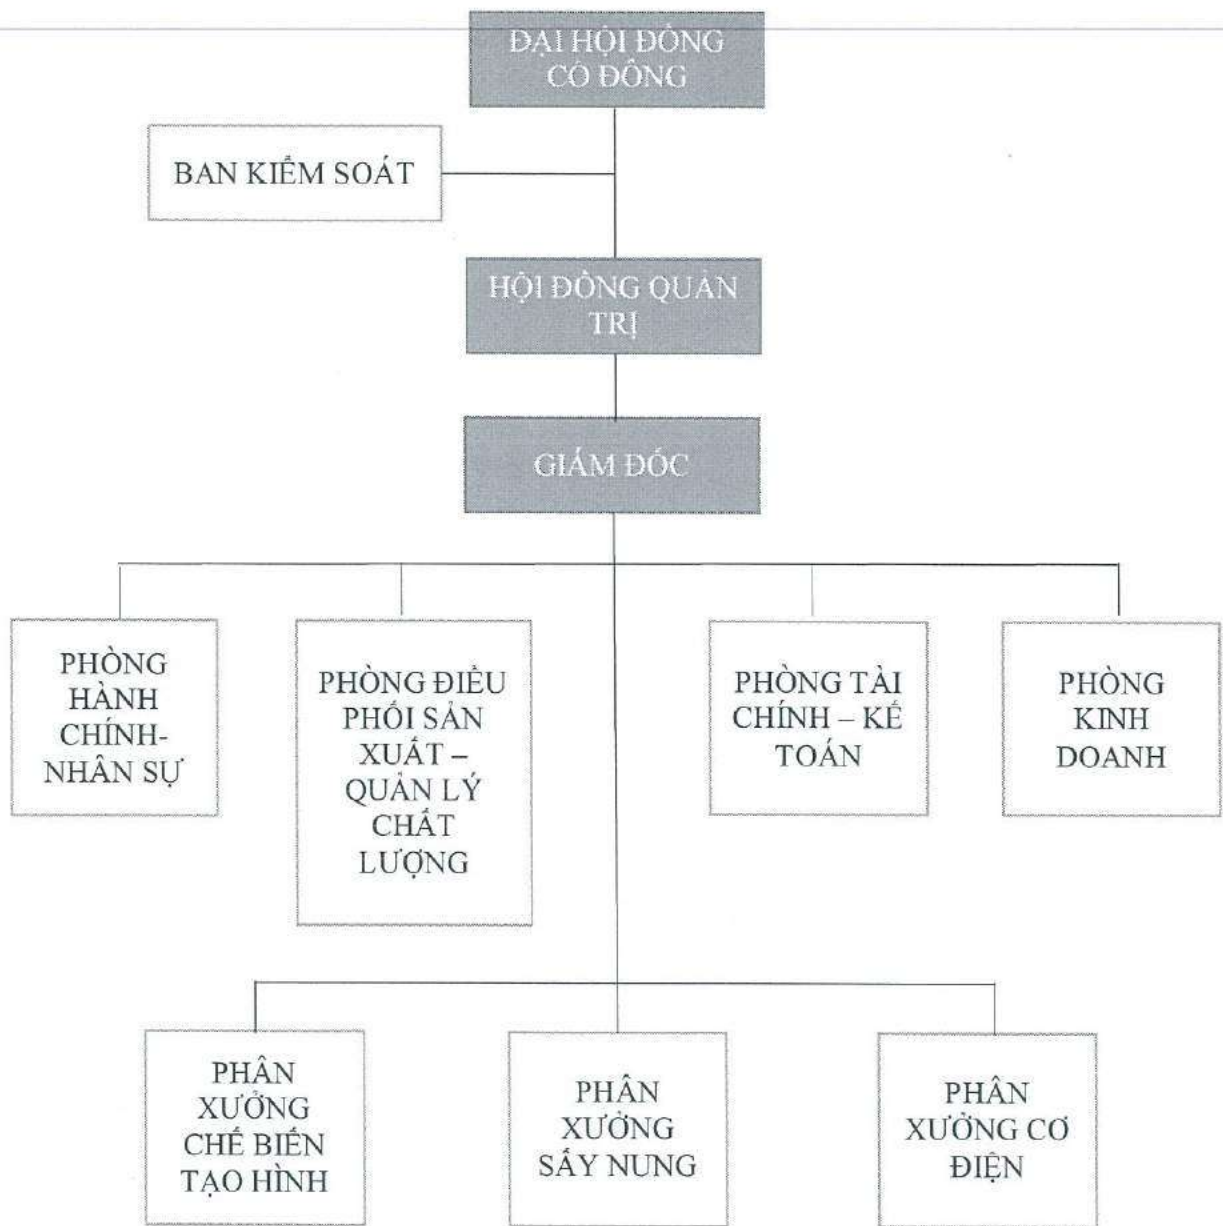 ĐẠI HỘI ĐỒNG
CỔ ĐÔNG
BAN KIỂM SOÁT
HỘI ĐỒNG QUẢN
TRỊ
GIÁM ĐỐC
PHÒNG
HÀNH
CHÍNH-
NHÂN SỰ
PHÒNG ĐIỀU
PHỐI SẢN
XUẤT –
QUẢN LÝ
CHẤT
LƯỢNG
PHÒNG TÀI
CHÍNH – KẾ
TOÁN
PHÒNG
KINH
DOANH
PHÂN
XƯỞNG
CHẾ BIẾN
TẠO HÌNH
PHÂN
XƯỞNG
SẤY NUNG
PHÂN
XƯỞNG CƠ
ĐIỆN